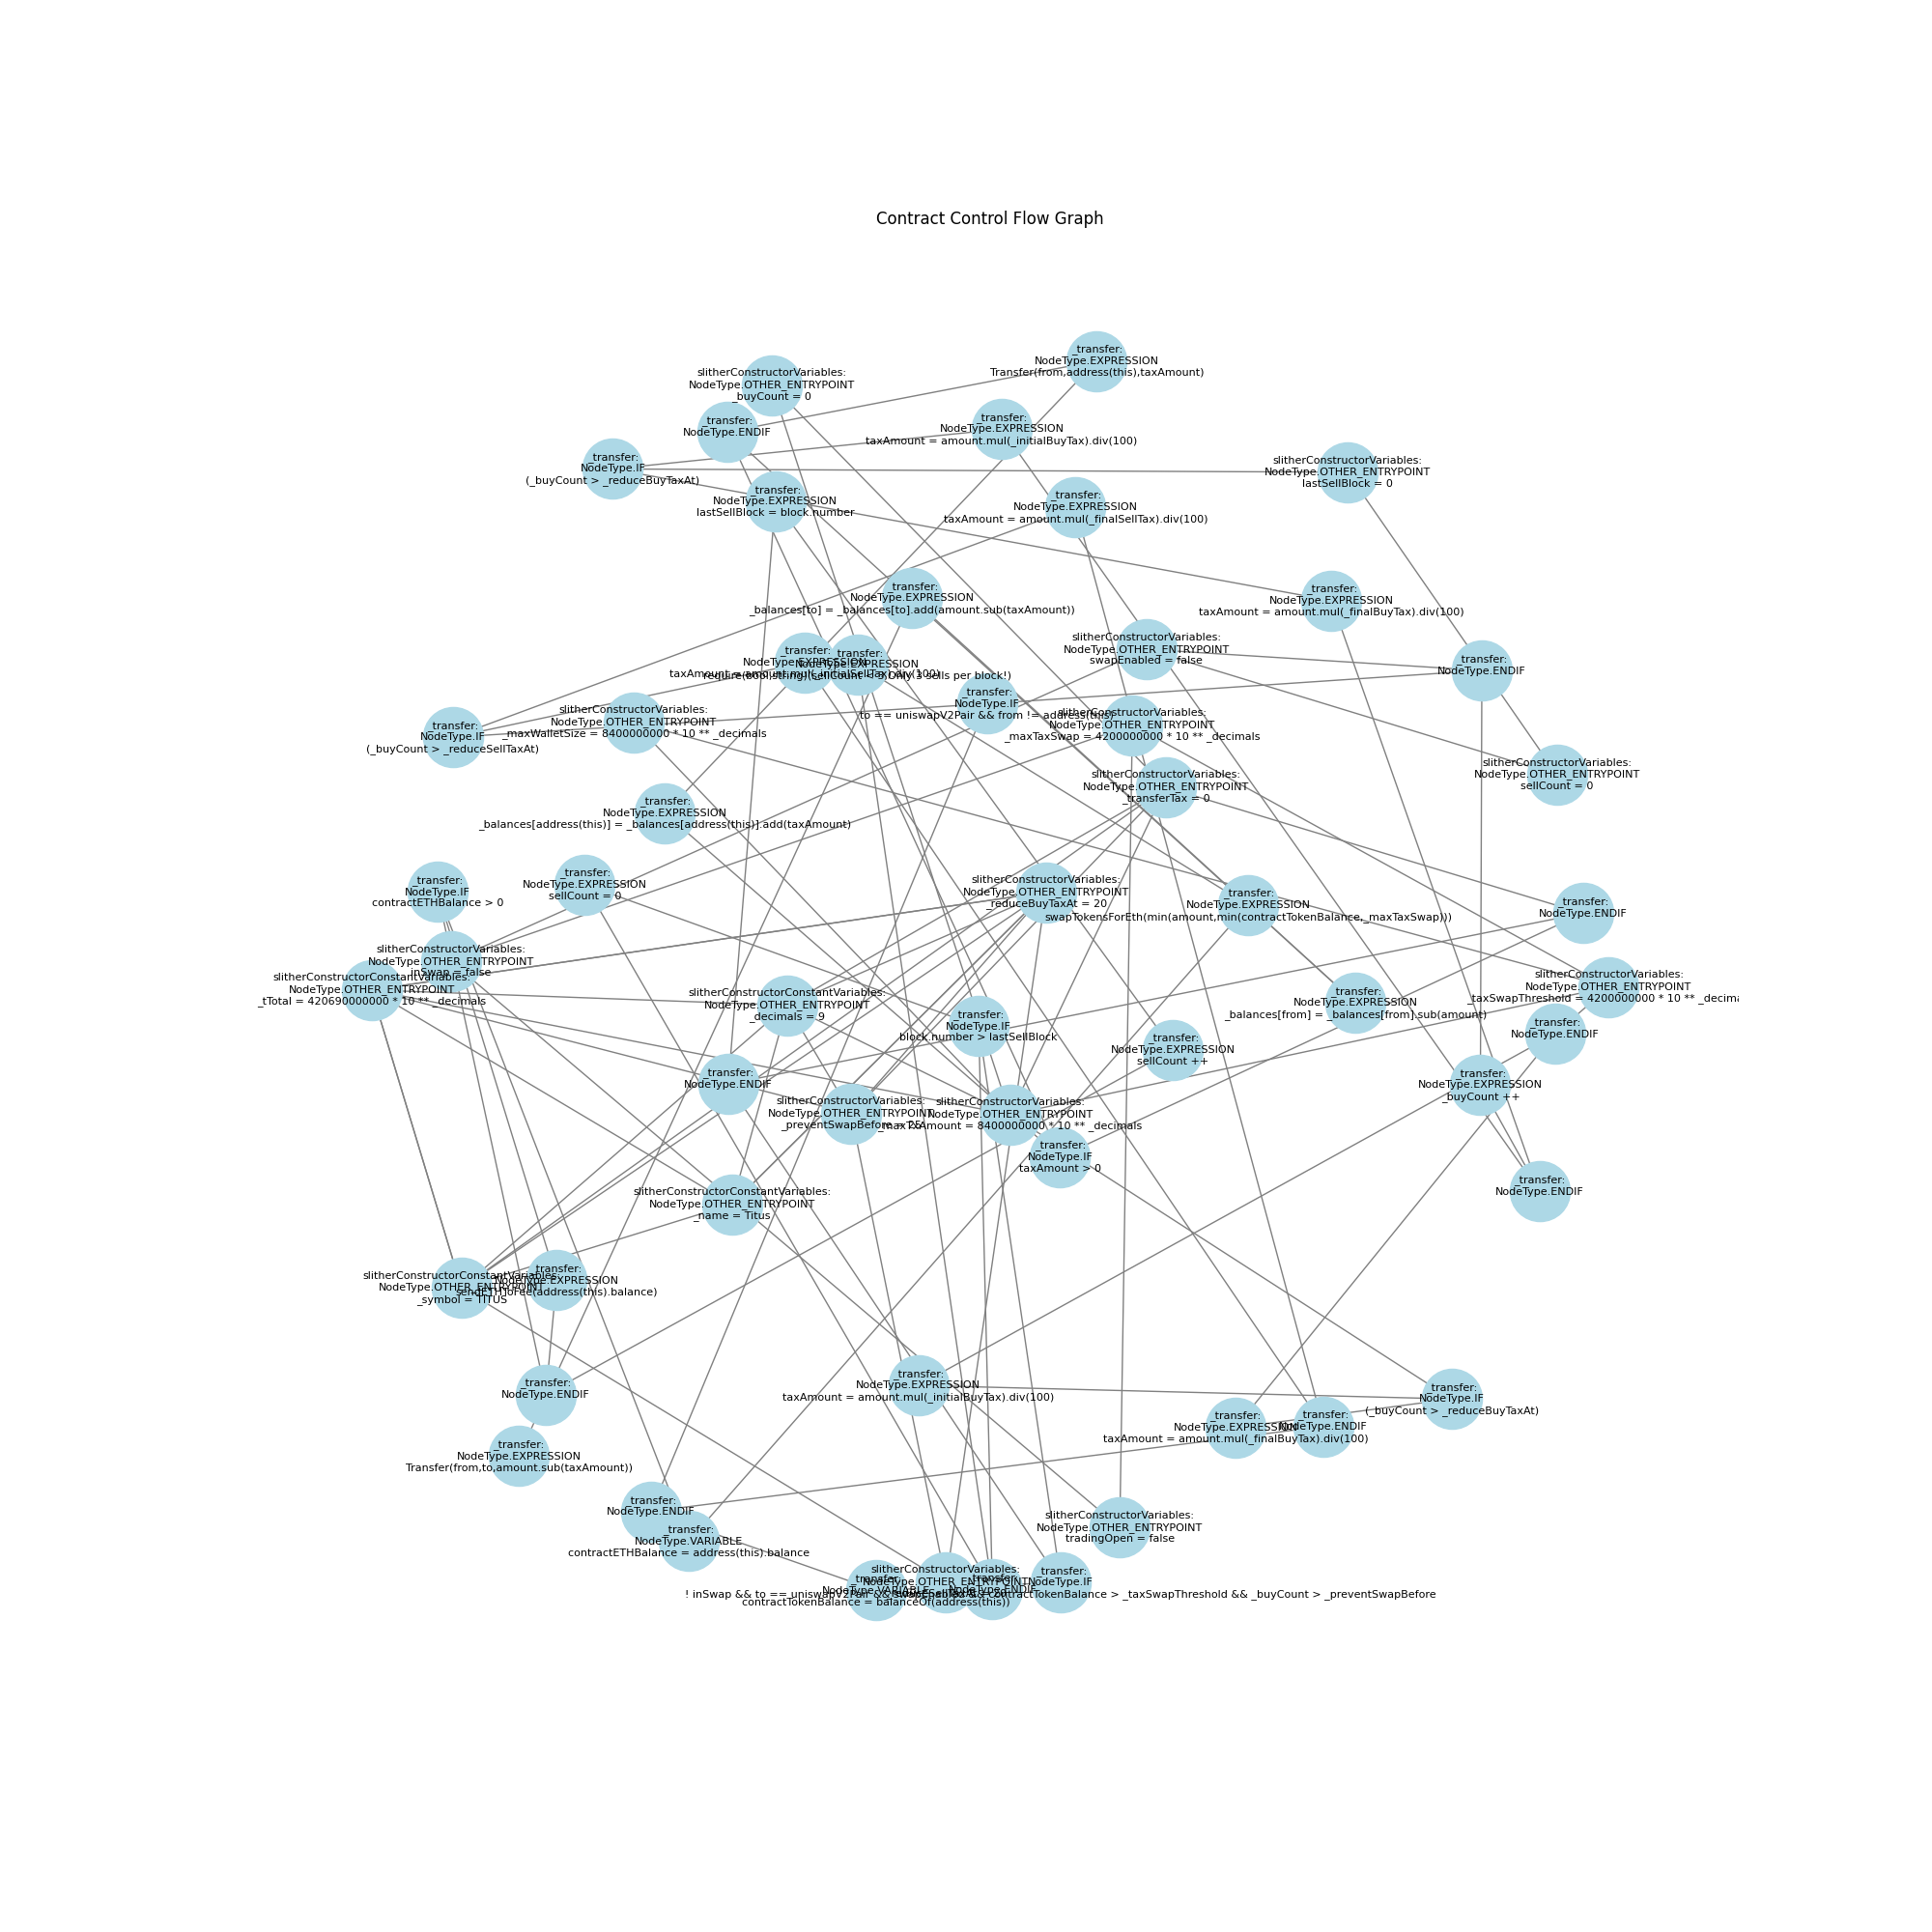 Contract Control Flow Graph
_transfer:
NodeType.EXPRESSION
Transfer(from,address(this),taxAmount)
slitherConstructorVariables:
NodeType.OTHER_ENTRYPOINT
_buyCount = 0
_transfer:
NodeType.ENDIF
_transfer:
NodeType.EXPRESSION
taxAmount = amount.mul(_initialBuyTax).div(100)
_transfer:
NodeType.IF
(_buyCount > _reduceBuyTaxAt)
slitherConstructorVariables:
NodeType.OTHER_ENTRYPOINT
lastSellBlock = 0
_transfer:
NodeType.EXPRESSION
lastSellBlock = block.number
_transfer:
NodeType.EXPRESSION
taxAmount = amount.mul(_finalSellTax).div(100)
_transfer:
NodeType.EXPRESSION
_balances[to] = _balances[to].add(amount.sub(taxAmount))
_transfer:
NodeType.EXPRESSION
taxAmount = amount.mul(_finalBuyTax).div(100)
slitherConstructorVariables:
NodeType.OTHER_ENTRYPOINT
swapEnabled = false
_transfer:
NodeType.EXPRESSION
taxAmount = amount.mul(_initialSellTax).div(100)
_transfer:
NodeType.EXPRESSION
sells per block!)
_transfer:
NodeType.ENDIF
_transfer:
NodeType.IF
to == uniswapV2Pair && from != address(this)
slitherConstructorVariables:
NodeType.OTHER_ENTRYPOINT
_maxWalletSize = 8400000000 * 10 ** _decimals
slitherConstructorVariables:
NodeType.OTHER_ENTRYPOINT
_maxTaxSwap = 4200000000 * 10 ** _decimals
_transfer:
NodeType.IF
(_buyCount > _reduceSellTaxAt)
slitherConstructorVariables:
NodeType.OTHER_ENTRYPOINT
sellCount = 0
slitherConstructorVariables:
NodeType.OTHER_ENTRYPOINT
_transferTax = 0
_transfer:
NodeType.EXPRESSION
_balances[address(this)] = _balances[address(this)].add(taxAmount)
_transfer:
NodeType.EXPRESSION
sellCount = 0
_transfer:
NodeType.IF
contractETHBalance > 0
slitherConstructorVariables:
NodeType.OTHER_ENTRYPOINT
_reduceBuyTaxAt = 20
_transfer:
NodeType.EXPRESSION
swapTokensForEth(min(amount,min(contractTokenBalance,_maxTaxSwap)))
_transfer:
NodeType.ENDIF
slitherConstructorVariables:
NodeType.OTHER_ENTRYPOINT
inSwap = false
slitherConstructorConstantVariables:
NodeType.OTHER_ENTRYPOINT
_tTotal = 420690000000 * 10 ** _decimals
slitherConstructorVariables:
NodeType.OTHER_ENTRYPOINT
_taxSwapThreshold = 4200000000 * 10 ** _decima
slitherConstructorConstantVariables:
NodeType.OTHER_ENTRYPOINT
_decimals = 9
_transfer:
NodeType.EXPRESSION
_balances[from] = _balances[from].sub(amount)
_transfer:
NodeType.IF
block.number > lastSellBlock
_transfer:
NodeType.ENDIF
_transfer:
NodeType.EXPRESSION
sellCount ++
_transfer:
NodeType.ENDIF
_transfer:
NodeType.EXPRESSION
_buyCount ++
slitherConstructorVariables:
NodeType.OTHER_ENTRYPOINT
_preventSwapBefore = 25
slitherConstructorVariables:
NodeType.OTHER_ENTRYPOINT
_maxTxAmount = 8400000000 * 10 ** _decimals
_transfer:
NodeType.IF
taxAmount > 0
_transfer:
NodeType.ENDIF
slitherConstructorConstantVariables:
NodeType.OTHER_ENTRYPOINT
_name = Titus
slitherConstructorConstantVariables:
NodeType.OTHER_ENTRYPOINT
_symbol = TITUS
_transfer:
NodeType.EXPRESSION
sendETHToFee(address(this).balance)
_transfer:
NodeType.ENDIF
_transfer:
NodeType.EXPRESSION
taxAmount = amount.mul(_initialBuyTax).div(100)
_transfer:
NodeType.IF
(_buyCount > _reduceBuyTaxAt)
_transfer:
NodeType.EXPRESSION
taxAmount = amount.mul(_finalBuyTax).div(100)
_transfer:
NodeType.ENDIF
_transfer:
NodeType.EXPRESSION
Transfer(from,to,amount.sub(taxAmount))
_transfer:
NodeType.ENDIF
_transfer:
NodeType.VARIABLE
contractETHBalance = address(this).balance
slitherConstructorVariables:
NodeType.OTHER_ENTRYPOINT
tradingOpen = false
slitherConstructorVariables:
NodeType.OTHER_ENTRYPOINT
_transfer:
NodeType.VARIABLE
contractTokenBalance = balanceOf(address(this))
_transfer:
NodeType.ENDIF
_transfer:
NodeType.IF
! inSwap && to == uniswapV2Pair && swapEnabled && contractTokenBalance > _taxSwapThreshold && _buyCount > _preventSwapBefore